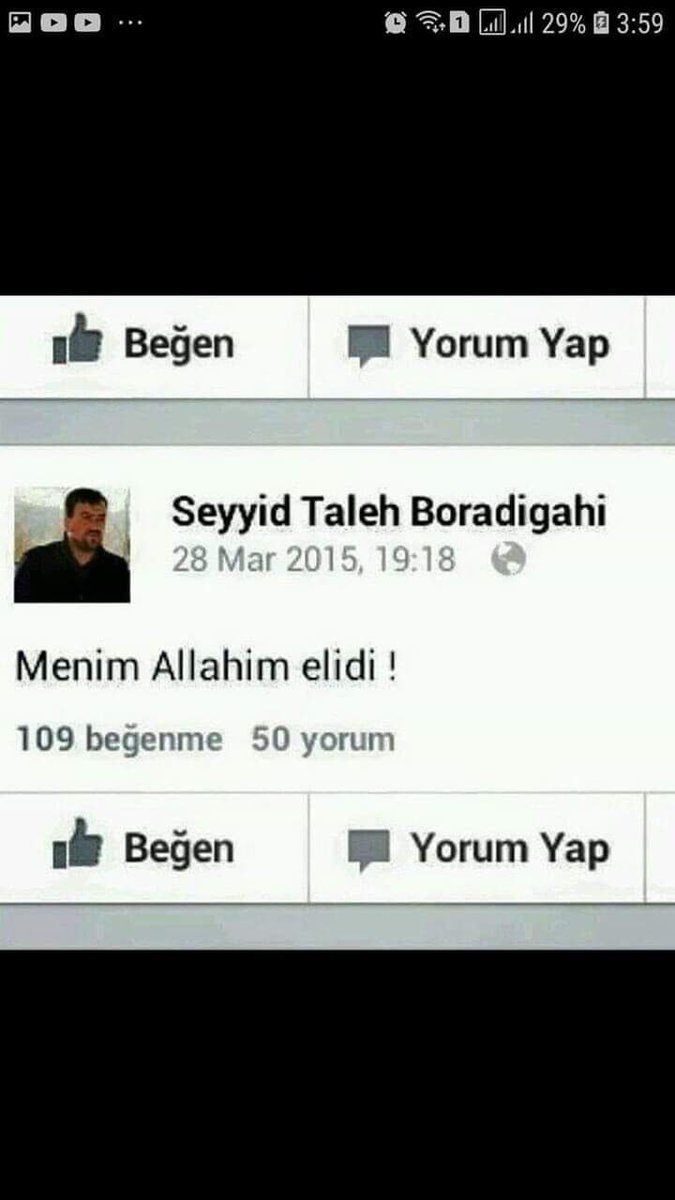 ... 1 29% 3:59
Beğen Yorum Yap
Seyyid Taleh Boradigahi
28 Mar 2015, 19:18
Menim Allahim elidi !
109 beğenme 50 yorum
Beğen Yorum Yap